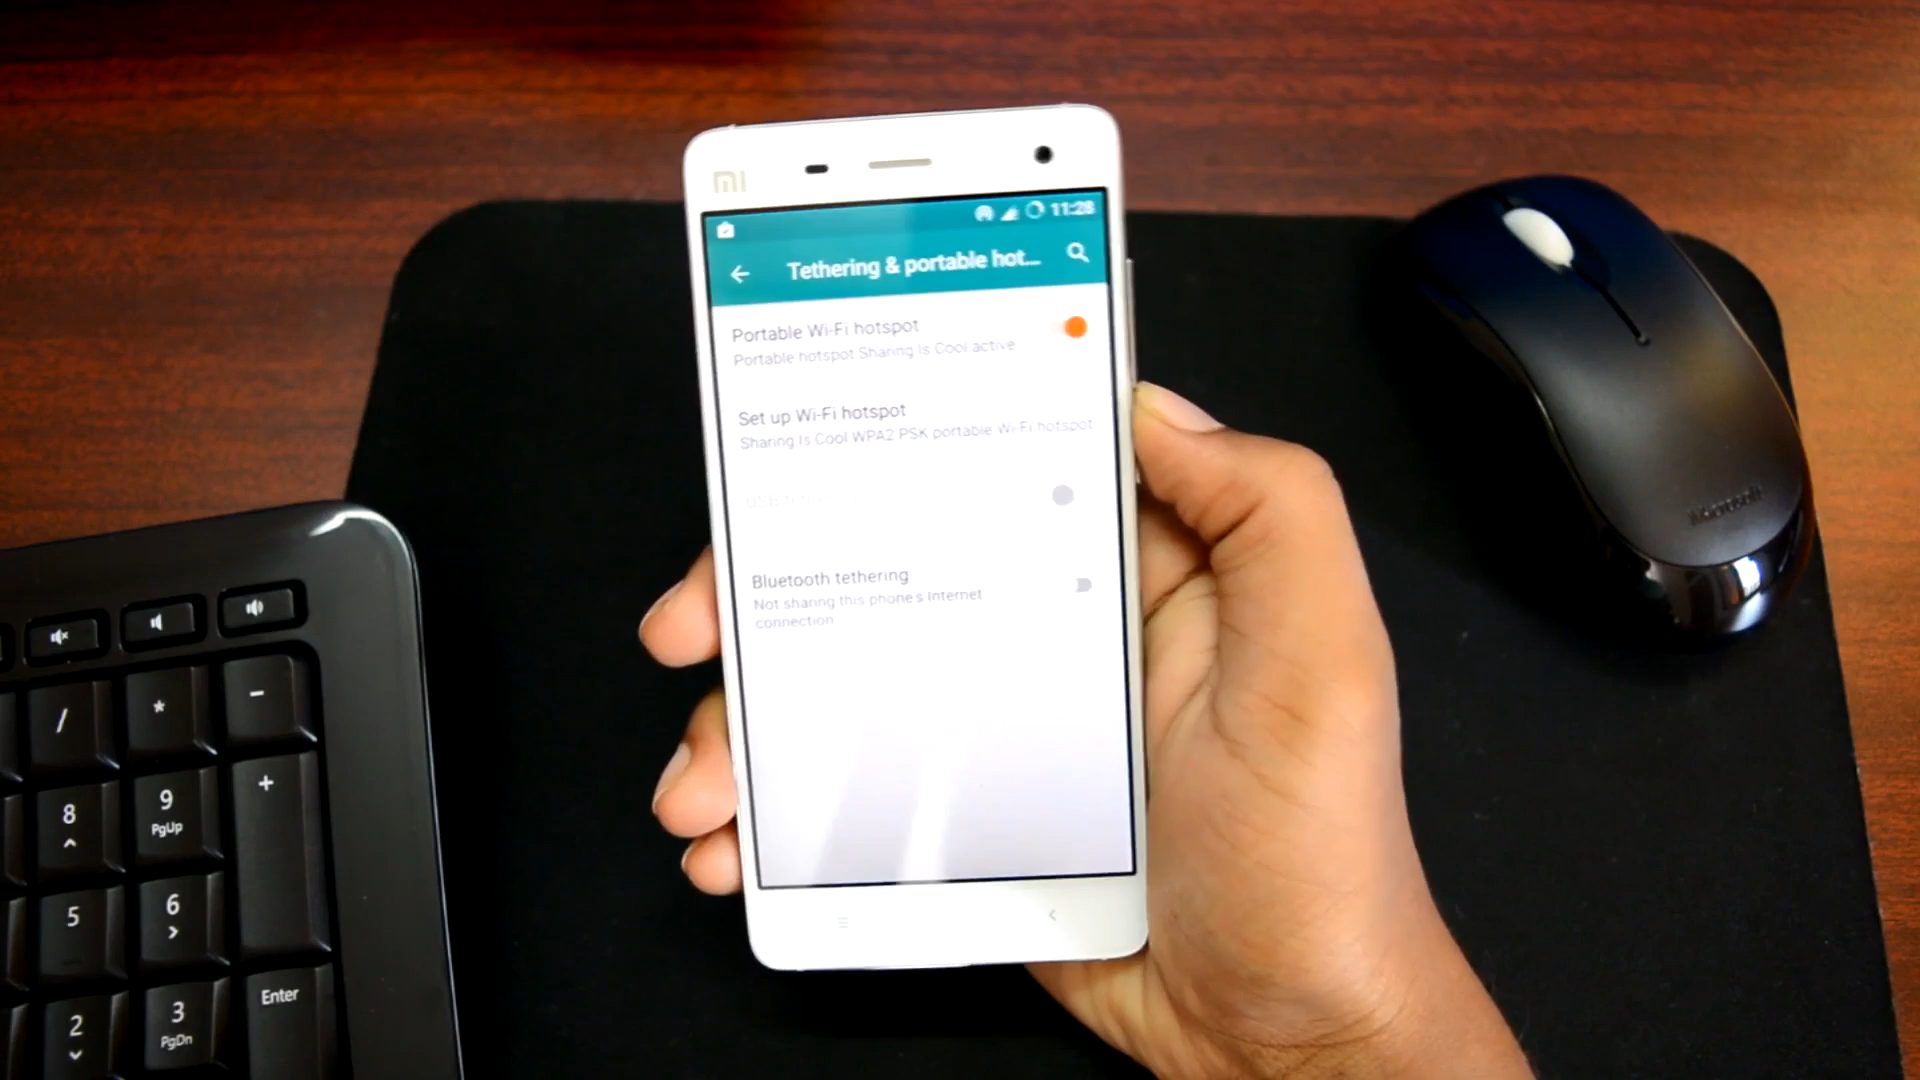 MI
11:28
Tethering & portable hot...
Portable Wi-Fi hotspot
Portable hotspot Sharing Is Cool active
Set up Wi-Fi hotspot
Sharing Is Cool WPA2 PSK portable Wi-Fi hotspot
USB
Bluetooth tethering
Not sharing this phone's Internet
connection
Microsoft
/ * -
8 9 +
PgUp
5 6
2 3 Enter
PgDn